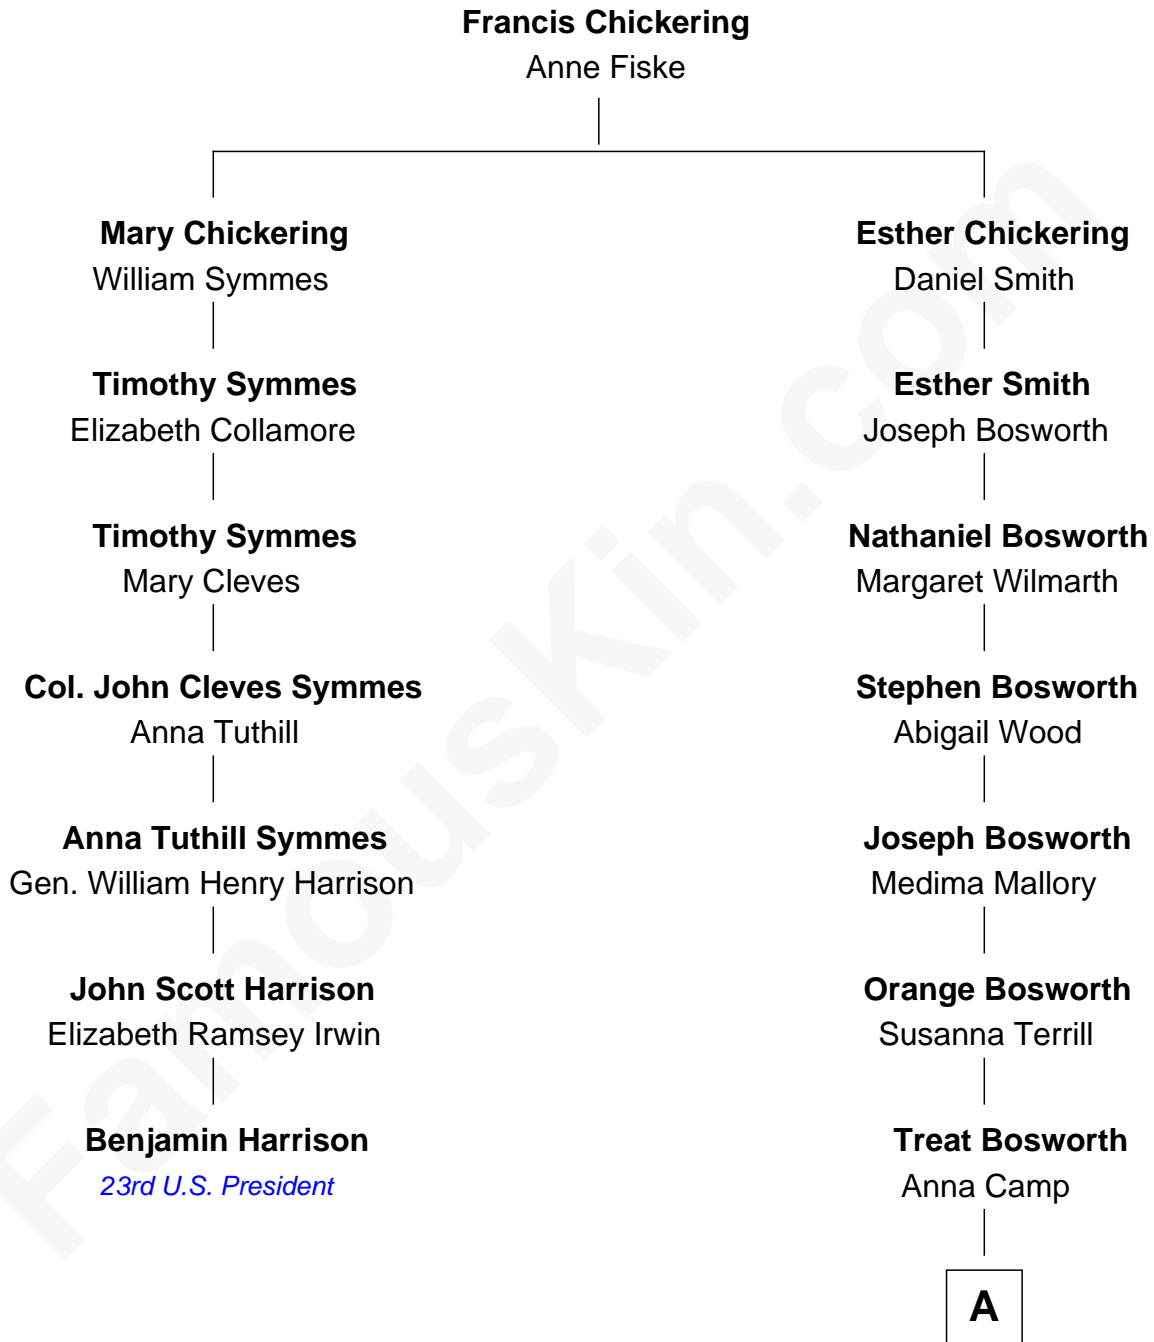 Francis Chickering
Anne Fiske
Mary Chickering
William Symmes
Timothy Symmes
Elizabeth Collamore
Timothy Symmes
Mary Cleves
Col. John Cleves Symmes
Anna Tuthill
Anna Tuthill Symmes
Gen. William Henry Harrison
John Scott Harrison
Elizabeth Ramsey Irwin
Benjamin Harrison
23rd U.S. President
Esther Chickering
Daniel Smith
Esther Smith
Joseph Bosworth
Nathaniel Bosworth
Margaret Wilmarth
Stephen Bosworth
Abigail Wood
Joseph Bosworth
Medima Mallory
Orange Bosworth
Susanna Terrill
Treat Bosworth
Anna Camp
A
FamousKin.com